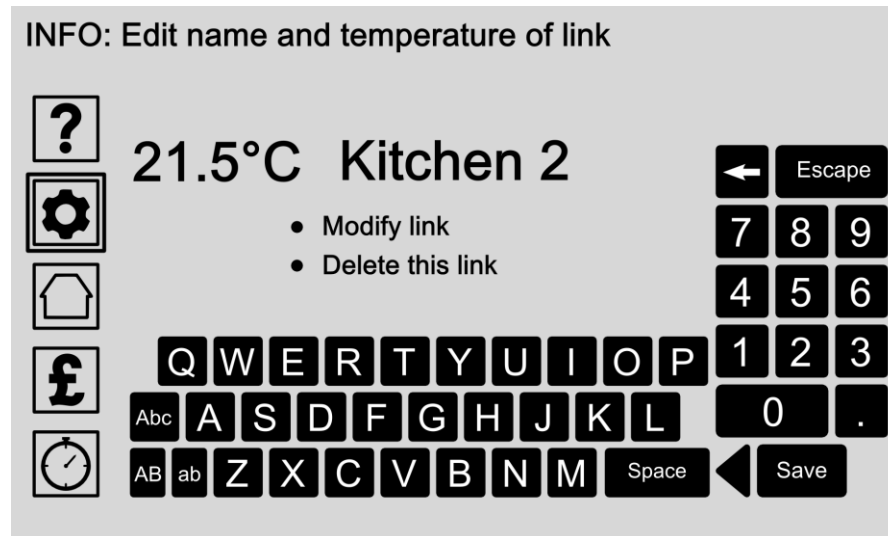 INFO: Edit name and temperature of link
?
21.5°C Kitchen 2
Escape
• Modify link
• Delete this link
7 8 9
4 5 6
£
Q W E R T Y U I O P 1 2 3
Abc A S D F G H J K L 0 .
AB ab Z X C V B N M Space Save